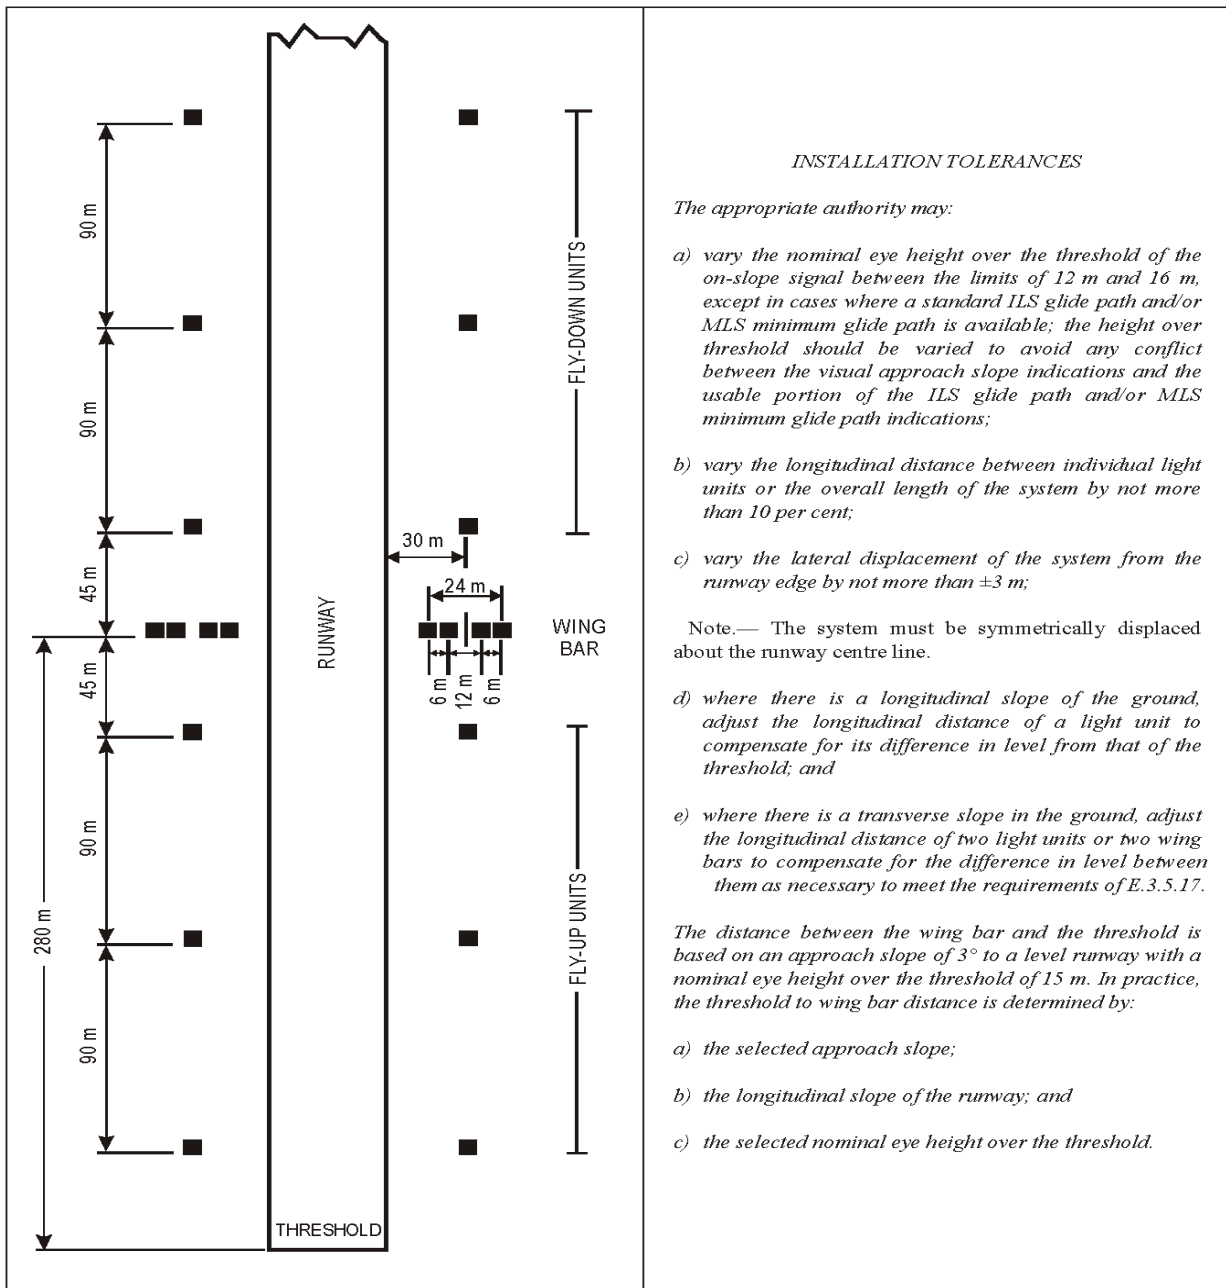 90 m
90 m
45 m
45 m
90 m
90 m
280 m
RUNWAY
THRESHOLD
30 m
24 m
6 m
12 m
6 m
FLY-DOWN UNITS
WING
BAR
FLY-UP UNITS
INSTALLATION TOLERANCES
The appropriate authority may:
a) vary the nominal eye height over the threshold of the
on-slope signal between the limits of 12 m and 16 m,
except in cases where a standard ILS glide path and/or
MLS minimum glide path is available; the height over
threshold should be varied to avoid any conflict
between the visual approach slope indications and the
usable portion of the ILS glide path and/or MLS
minimum glide path indications;
b) vary the longitudinal distance between individual light
units or the overall length of the system by not more
than 10 per cent;
c) vary the lateral displacement of the system from the
runway edge by not more than ±3 m;
Note.— The system must be symmetrically displaced
about the runway centre line.
d) where there is a longitudinal slope of the ground,
adjust the longitudinal distance of a light unit to
compensate for its difference in level from that of the
threshold; and
e) where there is a transverse slope in the ground, adjust
the longitudinal distance of two light units or two wing
bars to compensate for the difference in level between
them as necessary to meet the requirements of E.3.5.17.
The distance between the wing bar and the threshold is
based on an approach slope of 3° to a level runway with a
nominal eye height over the threshold of 15 m. In practice,
the threshold to wing bar distance is determined by:
a) the selected approach slope;
b) the longitudinal slope of the runway; and
c) the selected nominal eye height over the threshold.